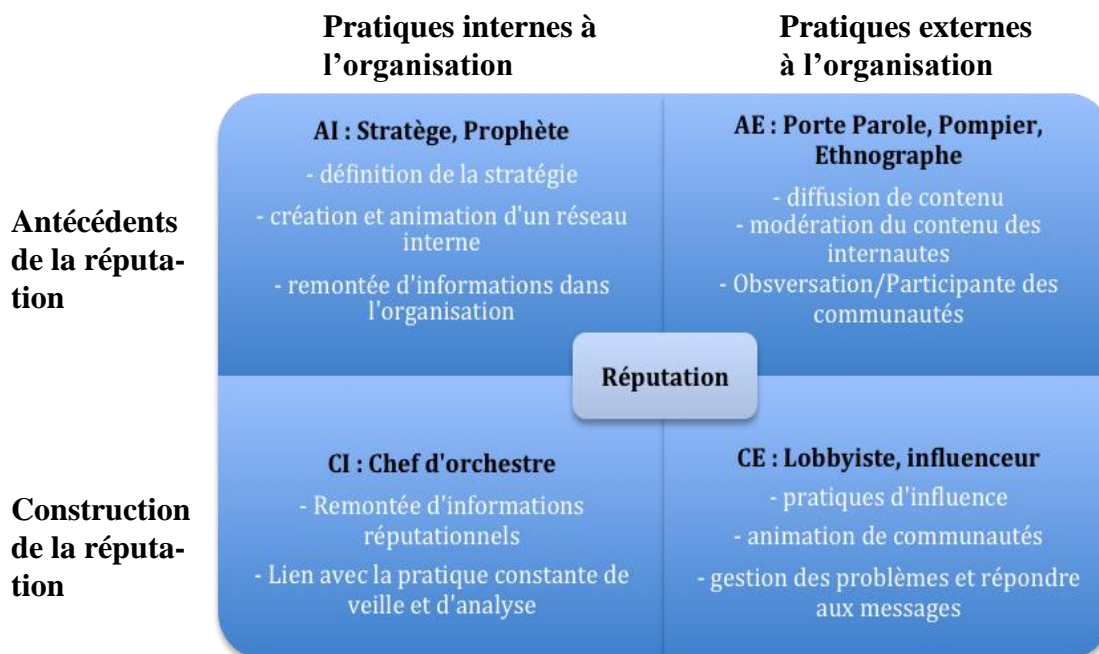 Pratiques internes à
l’organisation
Pratiques externes
à l’organisation
Antécédents
de la réputa-
tion
AI : Stratège, Prophète
- définition de la stratégie
- création et animation d'un réseau
interne
- remontée d'informations dans
l'organisation
AE : Porte Parole, Pompier,
Ethnographe
- diffusion de contenu
- modération du contenu des
internautes
- Obsversation/Participante des
communautés
Réputation
Construction
de la réputa-
tion
CI : Chef d'orchestre
- Remontée d'informations
réputationnels
- Lien avec la pratique constante de
veille et d'analyse
CE : Lobbyiste, influenceur
- pratiques d'influence
- animation de communautés
- gestion des problèmes et répondre
aux messages